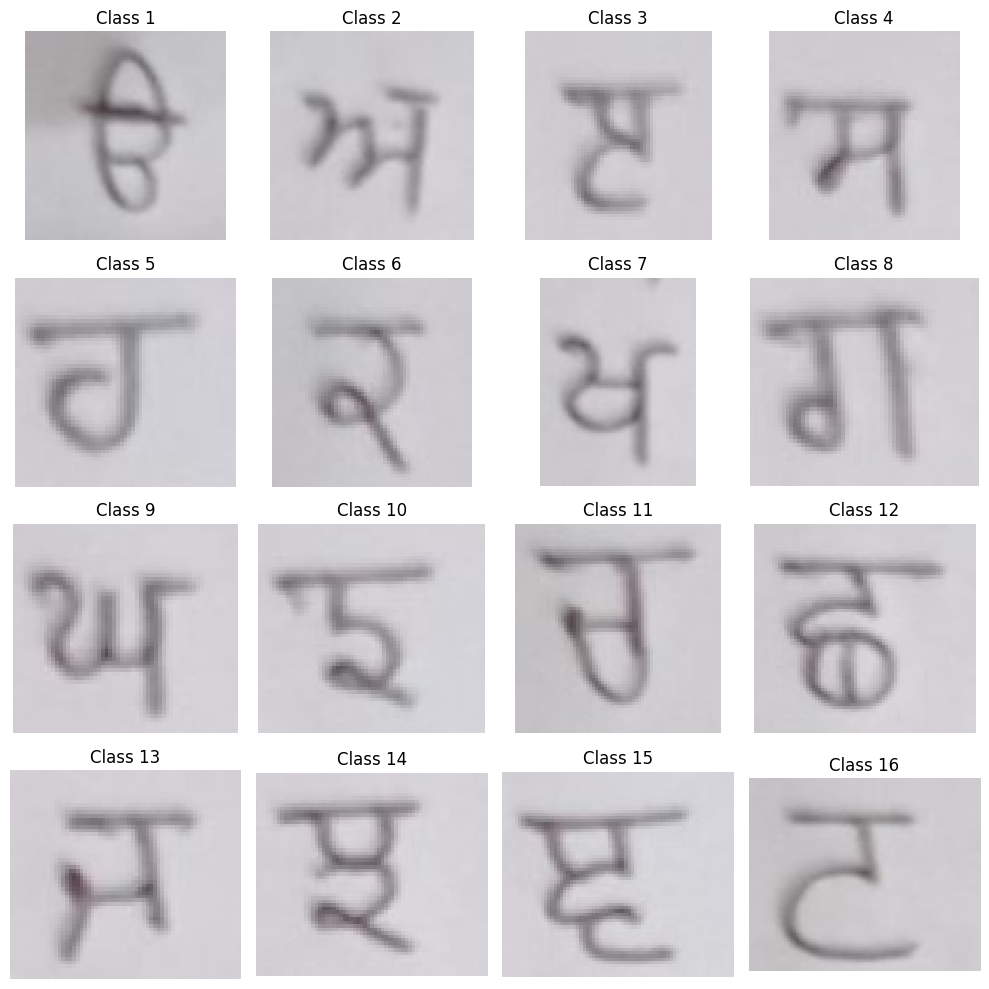 Class 1 Class 2 Class 3 Class 4
ੳ ਅ ੲ ਸ
Class 5 Class 6 Class 7 Class 8
ਹ ਕ ਖ ਗ
Class 9 Class 10 Class 11 Class 12
ਘ ਙ ਚ ਛ
Class 13 Class 14 Class 15 Class 16
ਜ ਝ ਞ ਟ